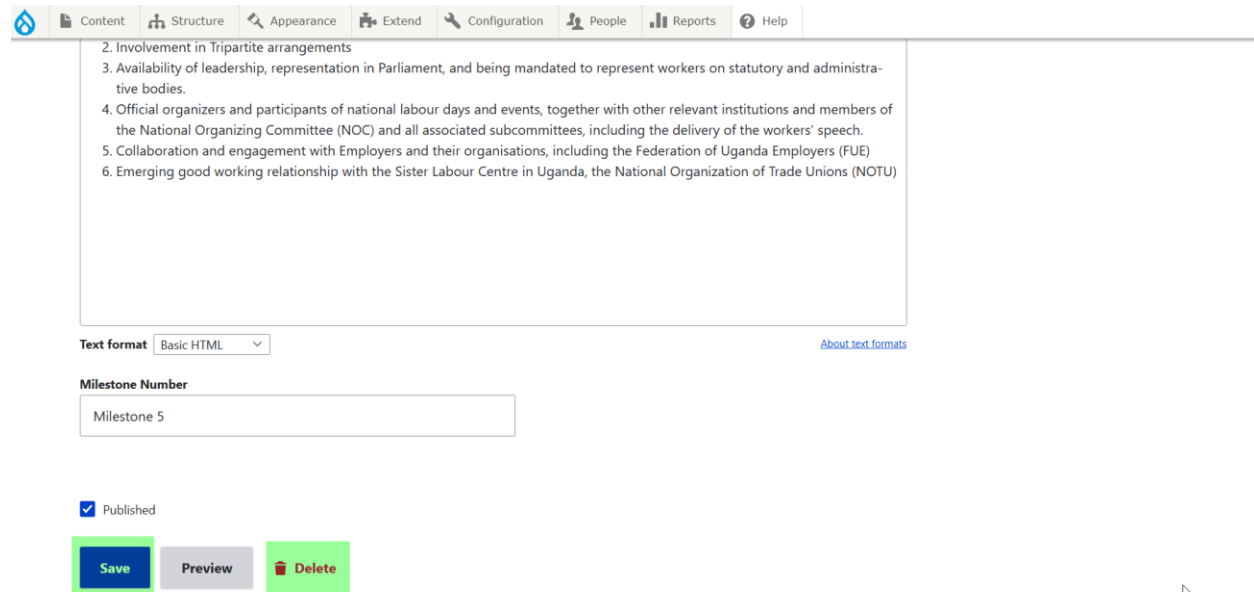 Content Structure Appearance Extend Configuration People Reports Help
2. Involvement in Tripartite arrangements
3. Availability of leadership, representation in Parliament, and being mandated to represent workers on statutory and administra-
tive bodies.
4. Official organizers and participants of national labour days and events, together with other relevant institutions and members of
the National Organizing Committee (NOC) and all associated subcommittees, including the delivery of the workers' speech.
5. Collaboration and engagement with Employers and their organisations, including the Federation of Uganda Employers (FUE)
6. Emerging good working relationship with the Sister Labour Centre in Uganda, the National Organization of Trade Unions (NOTU)
Text format Basic HTML About text formats
Milestone Number
Milestone 5
Published
Save Preview Delete